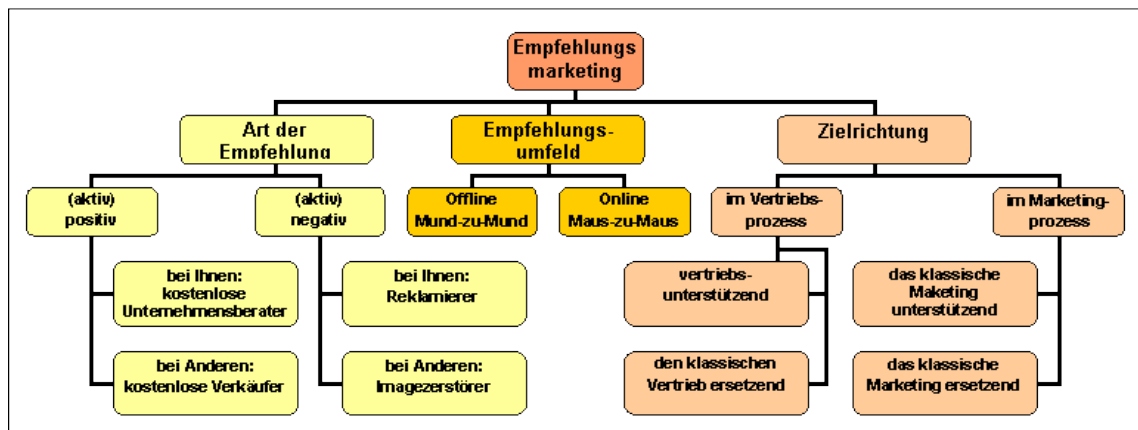 Empfehlungs
marketing
Art der
Empfehlung
Empfehlungs-
umfeld
Zielrichtung
(aktiv)
positiv
(aktiv)
negativ
Offline
Mund-zu-Mund
Online
Maus-zu-Maus
im Vertriebs-
prozess
im Marketing-
prozess
bei Ihnen:
kostenlose
Unternehmensberater
bei Ihnen:
Reklamierer
vertriebs-
unterstützend
das klassische
Maketing
unterstützend
bei Anderen:
kostenlose Verkäufer
bei Anderen:
Imagezerstörer
den klassischen
Vertrieb ersetzend
das klassische
Marketing ersetzend